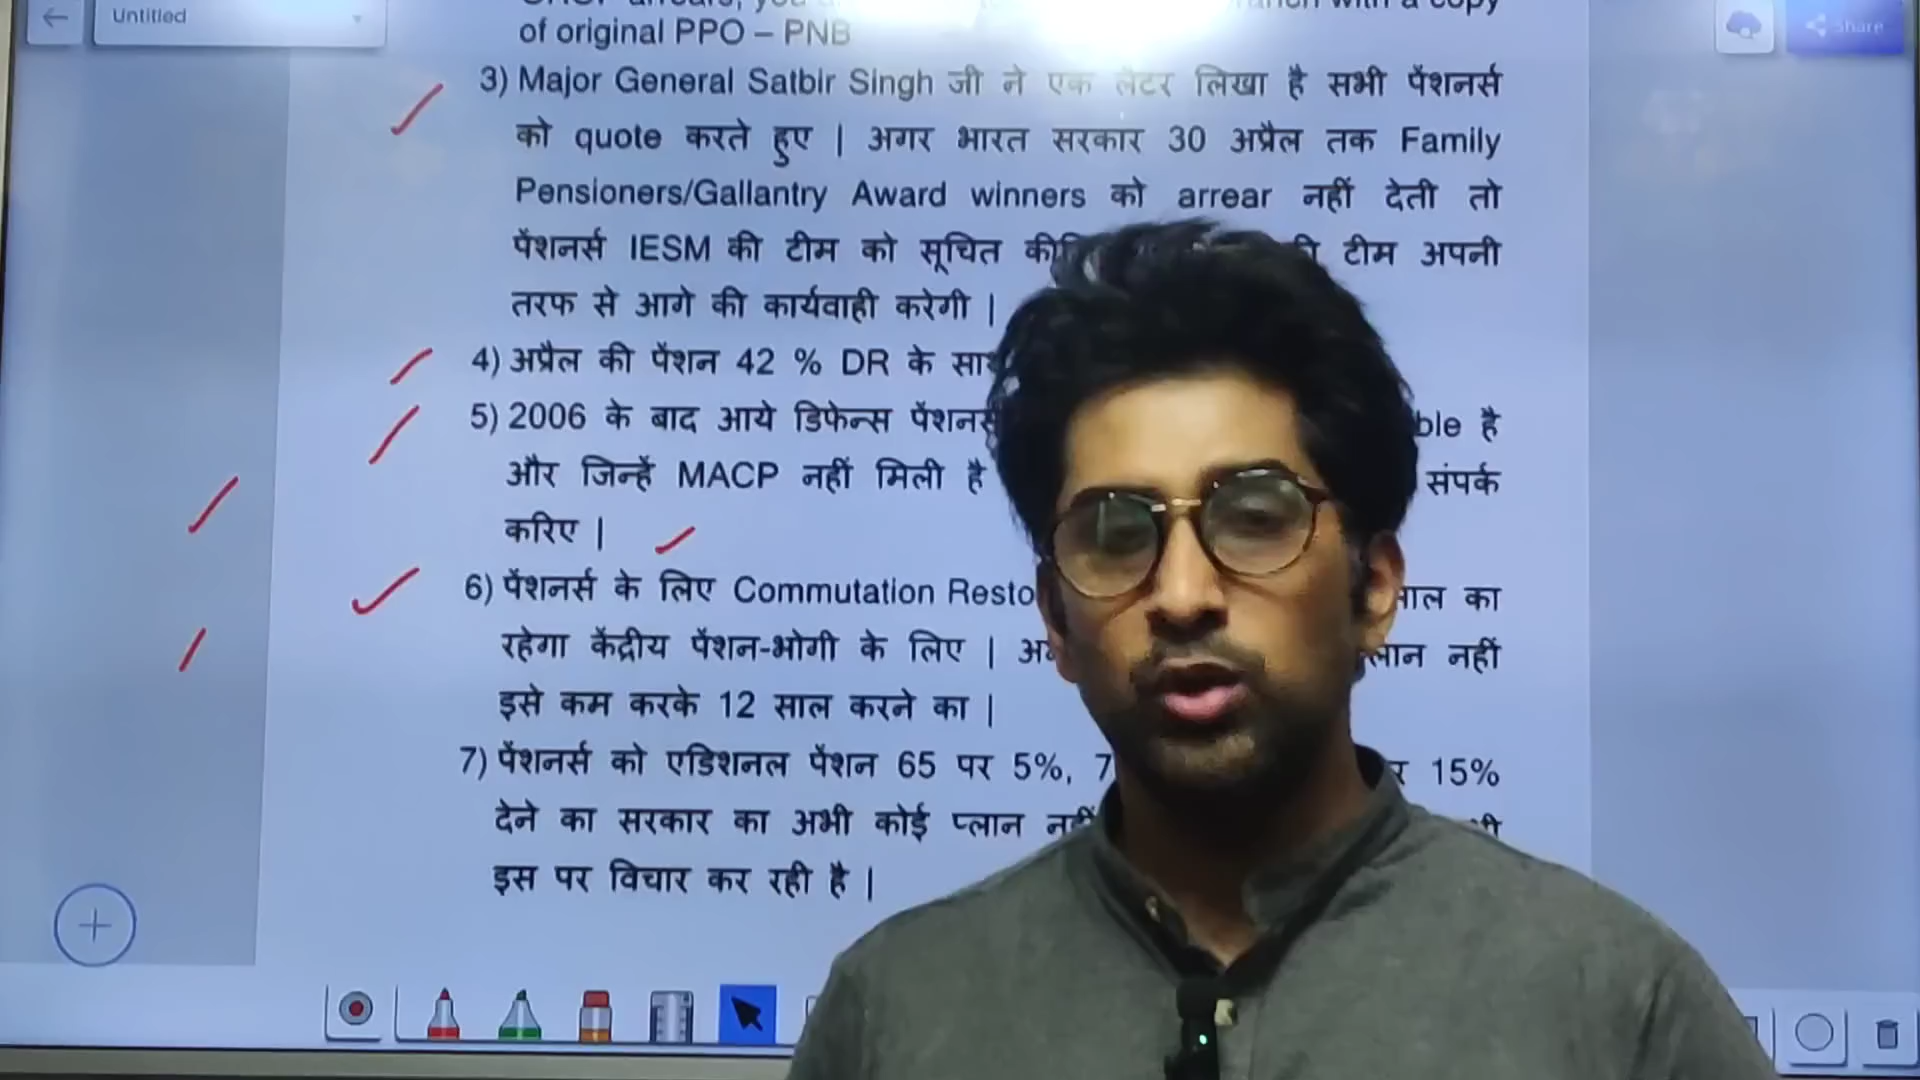 Untitled
Share
with a copy
of original PPO – PNB
3) Major General Satbir Singh जी ने एक लेटर लिखा है सभी पेंशनर्स
को quote करते हुए | अगर भारत सरकार 30 अप्रैल तक Family
Pensioners/Gallantry Award winners को arrear नहीं देती तो
पेंशनर्स IESM की टीम को सूचित टीम अपनी
तरफ से आगे की कार्यवाही करेगी |
4) अप्रैल की पेंशन 42 % DR के
5) 2006 के बाद आये डिफेन्स है
और जिन्हें MACP नहीं मिली है संपर्क
करिए |
6) पेंशनर्स के लिए Commutation का
रहेगा केंद्रीय पेंशन-भोगी के लिए | नहीं
इसे कम करके 12 साल करने का |
7) पेंशनर्स को एडिशनल पेंशन 65 पर 5%, 15%
देने का सरकार का अभी कोई प्लान
इस पर विचार कर रही है |